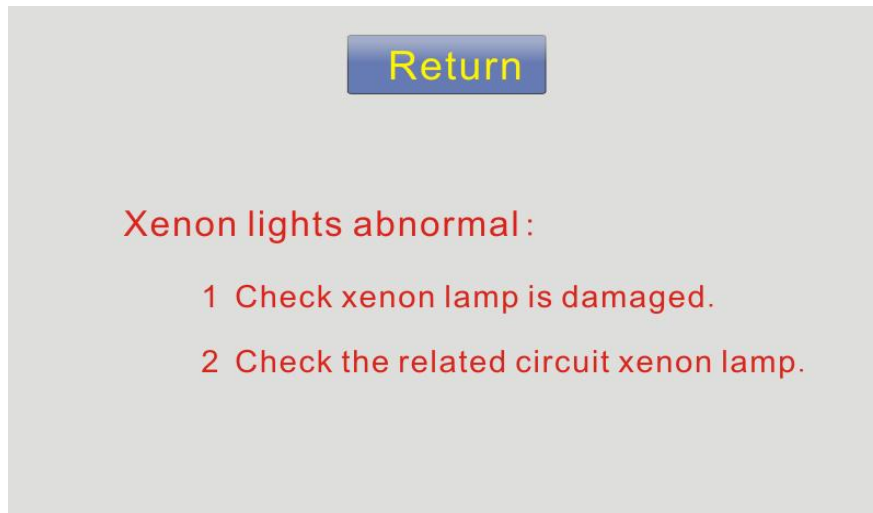 Return
Xenon lights abnormal:
1 Check xenon lamp is damaged.
2 Check the related circuit xenon lamp.